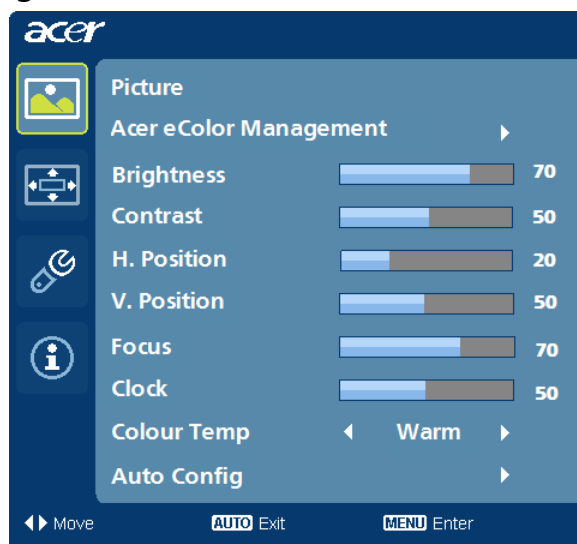 acer
Picture
Acer eColor Management
Brightness 70
Contrast 50
H. Position 20
V. Position 50
Focus 70
Clock 50
Colour Temp Warm
Auto Config
Move AUTO Exit MENU Enter